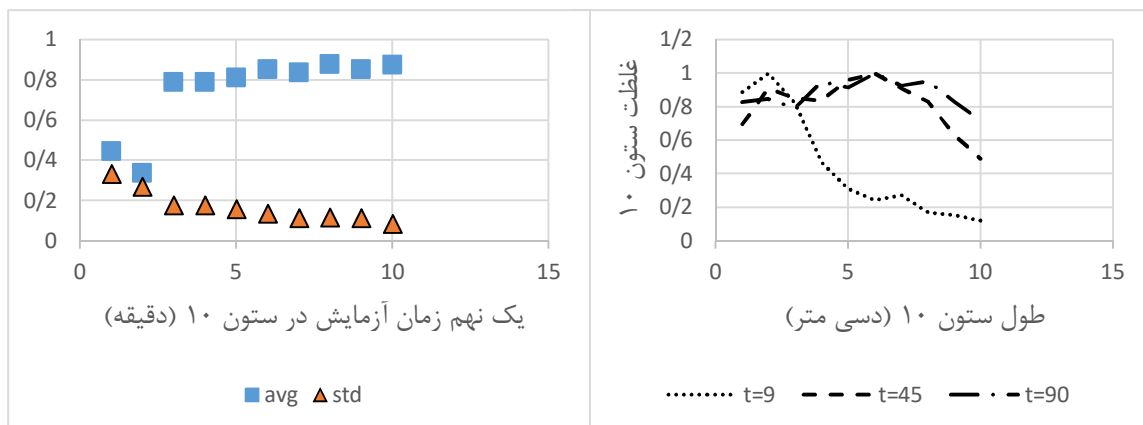 1
0/8
0/6
0/4
0/2
0
0 5 10 15
یک نهم زمان آزمایش در ستون ۱۰ (دقیقه)
avg std
غلظت ستون ۱۰
1/2
1
0/8
0/6
0/4
0/2
0
0 5 10 15
طول ستون ۱۰ (دسی متر)
t=9 t=45 t=90